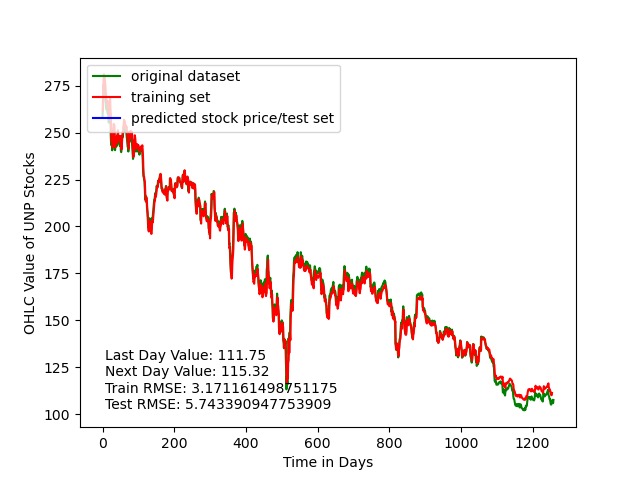 original dataset
training set
predicted stock price/test set
OHLC Value of UNP Stocks
275
250
225
200
175
150
125
100
Last Day Value: 111.75
Next Day Value: 115.32
Train RMSE: 3.171161498751175
Test RMSE: 5.743390947753909
0 200 400 600 800 1000 1200
Time in Days